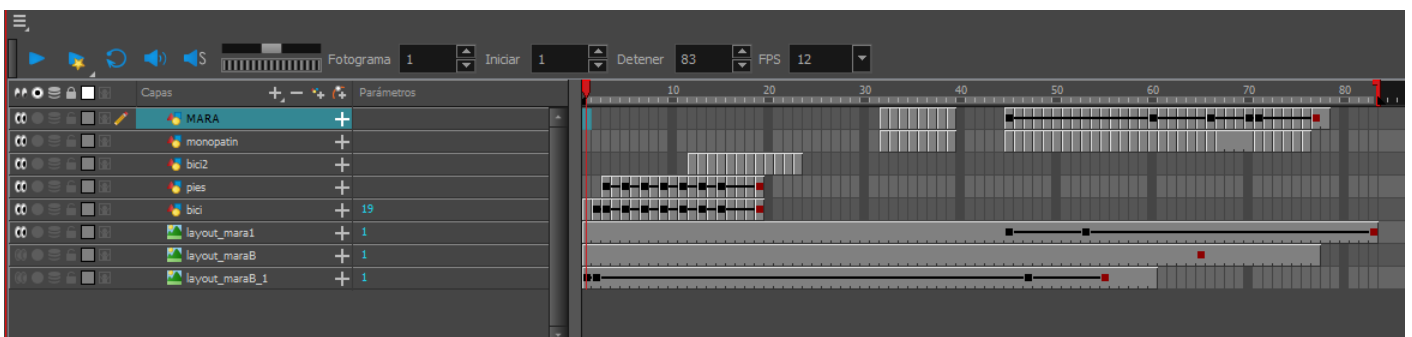 S Fotograma 1 Iniciar 1 Detener 83 FPS 12
Capas Parámetros 10 20 30 40 50 60 70 80
MARA
monopatin
bici2
pies
bici 19
layout_mara1 1
layout_maraB 1
layout_maraB_1 1